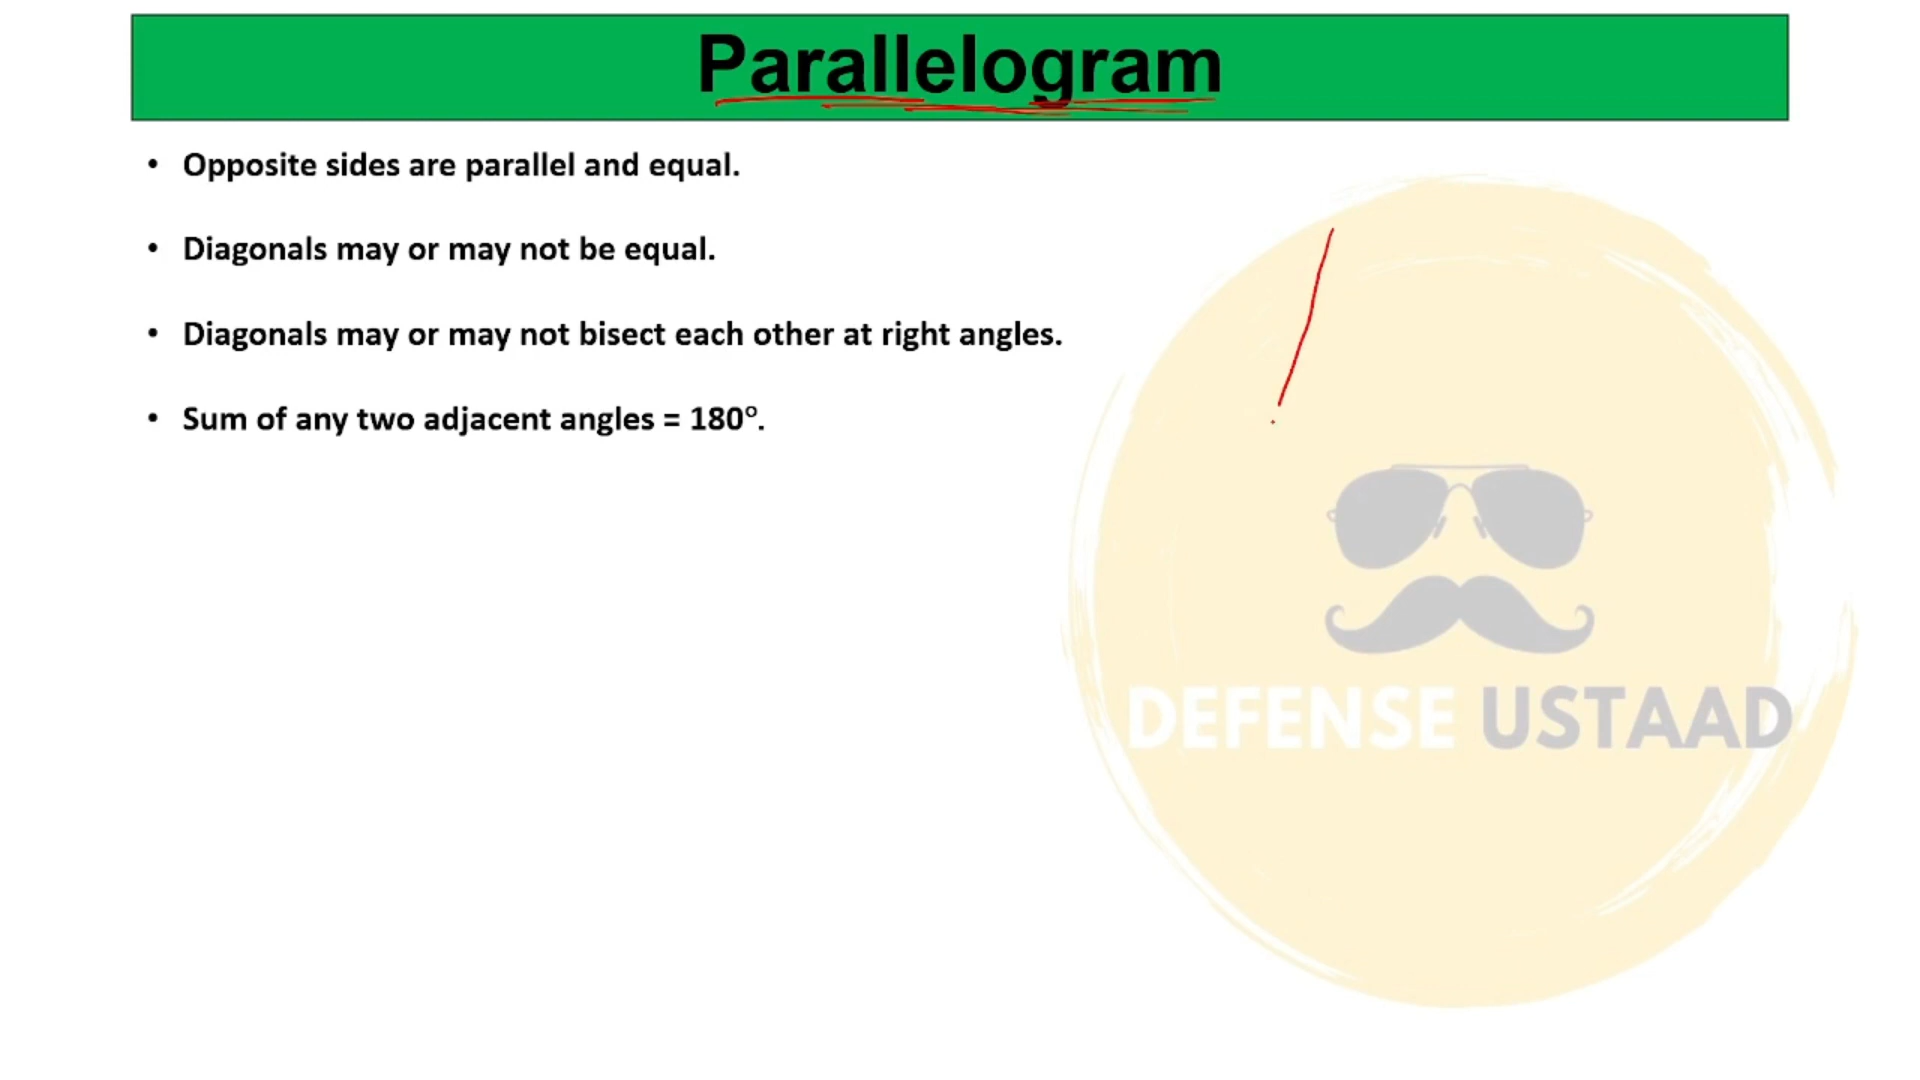 Parallelogram
• Opposite sides are parallel and equal.
• Diagonals may or may not be equal.
• Diagonals may or may not bisect each other at right angles.
• Sum of any two adjacent angles = 180°.
DEFENSE USTAAD